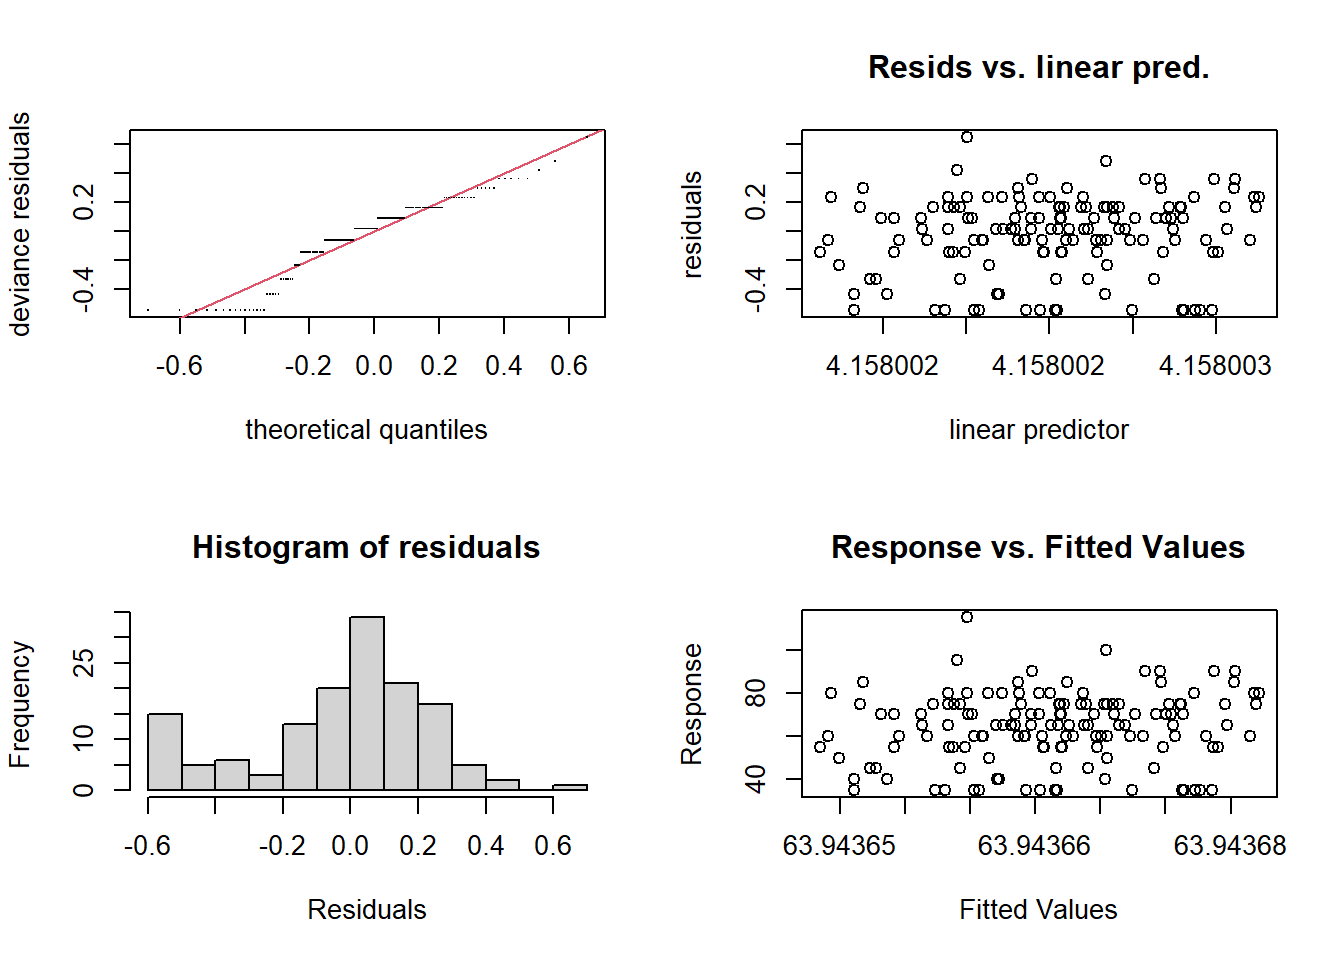 deviance residuals
0.2
-0.4
-0.6
-0.2
0.0
0.2
0.4
0.6
theoretical quantiles
Resids vs. linear pred.
residuals
0.2
-0.4
4.158002
4.158002
4.158003
linear predictor
Histogram of residuals
Frequency
25
10
0
-0.6
-0.2
0.0
0.2
0.4
0.6
Residuals
Response vs. Fitted Values
Response
80
40
63.94365
63.94366
63.94368
Fitted Values